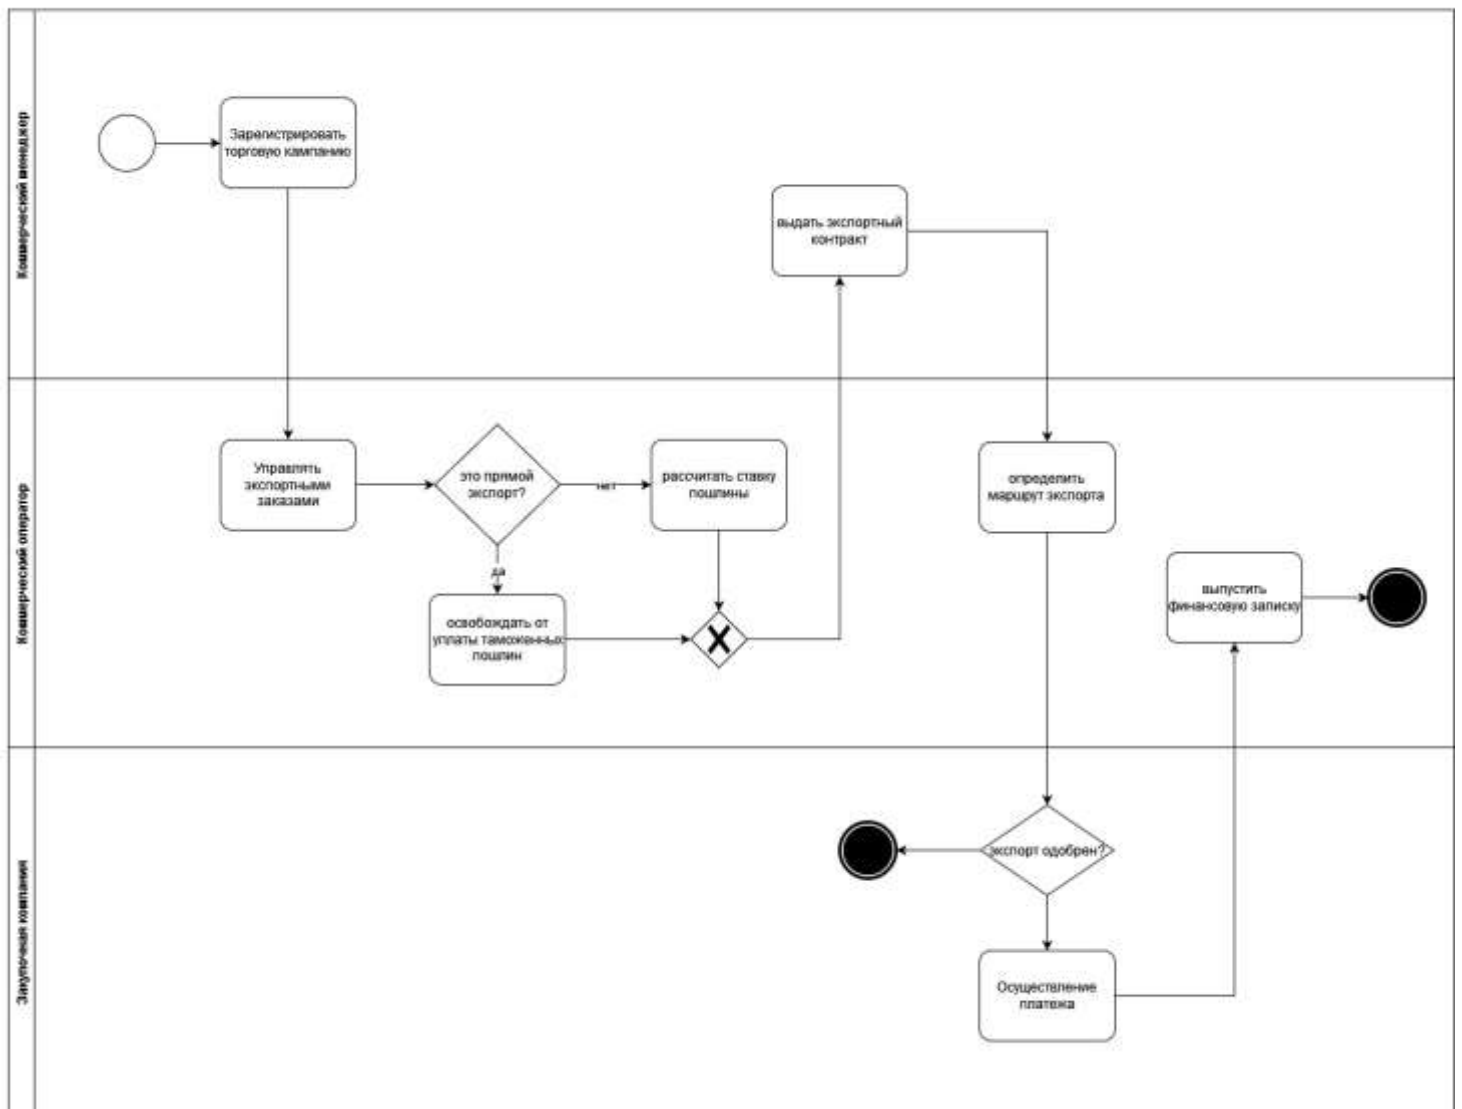 Коммерческий менеджер
Зарегистрировать
торговую кампанию
выдать экспортный
контракт
Коммерческий оператор
Управлять
экспортными
заказами
это прямой
экспорт?
нет
рассчитать ставку
пошлины
да
освобождать от
уплаты таможенных
пошлин
определить
маршрут экспорта
выпустить
финансовую записку
Закупочная компания
экспорт одобрен?
Осуществление
платежа